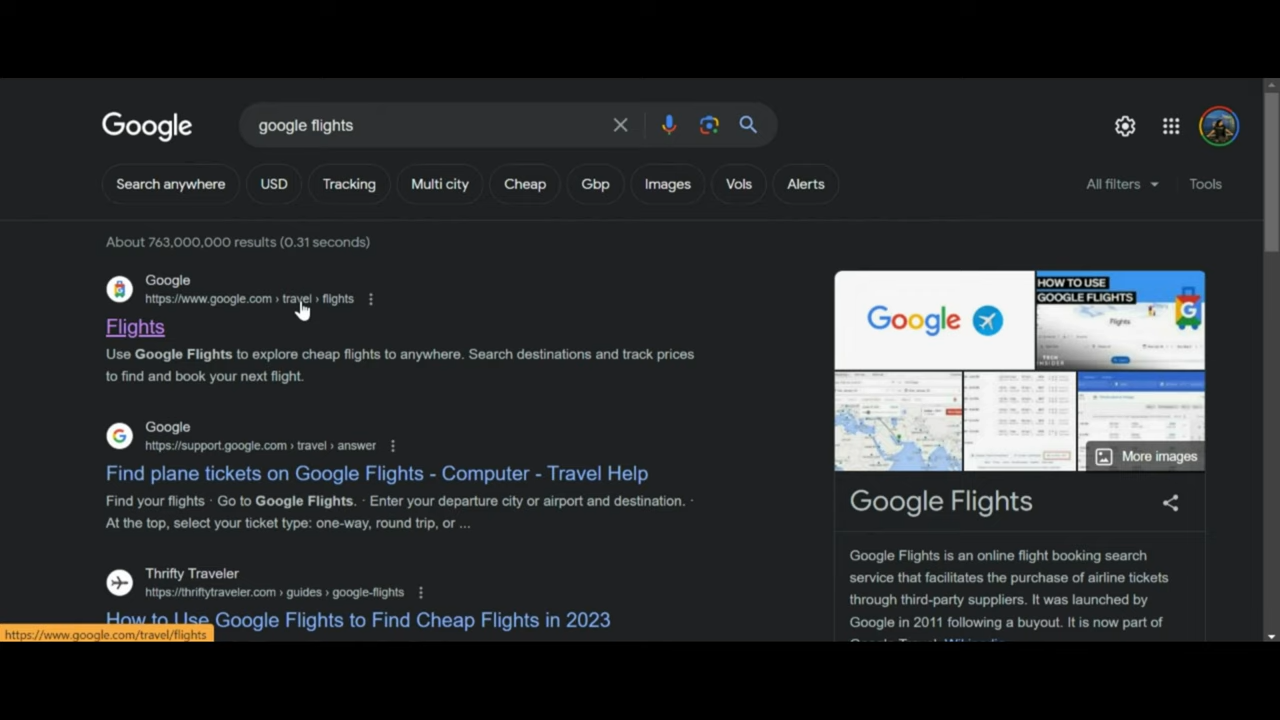 Google
google flights
Search anywhere
USD
Tracking
Multi city
Cheap
Gbp
Images
Vols
Alerts
All filters
Tools
About 763,000,000 results (0.31 seconds)
Google
https://www.google.com › travel › flights
Flights
Use Google Flights to explore cheap flights to anywhere. Search destinations and track prices
to find and book your next flight.
Google
https://support.google.com › travel › answer
Find plane tickets on Google Flights - Computer - Travel Help
Find your flights · Go to Google Flights. · Enter your departure city or airport and destination. ·
At the top, select your ticket type: one-way, round trip, or ...
Thrifty Traveler
https://thriftytraveler.com › guides › google-flights
How to Use Google Flights to Find Cheap Flights in 2023
https://www.google.com/travel/flights
Google
HOW TO USE
GOOGLE FLIGHTS
Flights
TECH
INSIDER
More images
Google Flights
Google Flights is an online flight booking search
service that facilitates the purchase of airline tickets
through third-party suppliers. It was launched by
Google in 2011 following a buyout. It is now part of
Google Travel. Wikipedia